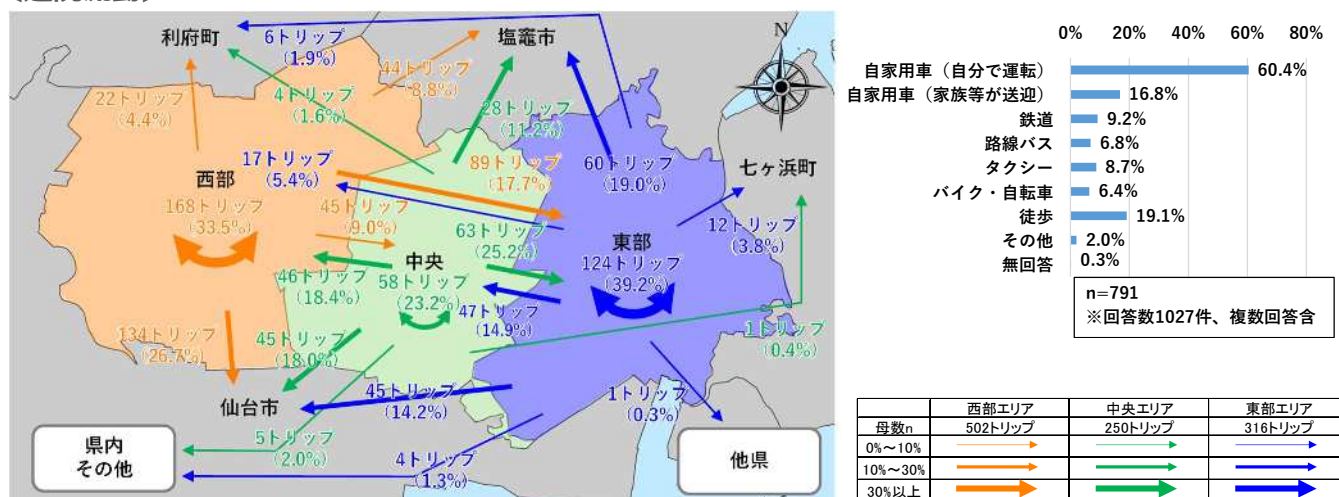 利府町
6トリップ
(1.9%)
塩竈市
N
44トリップ
(8.8%)
22トリップ
(4.4%)
4トリップ
(1.6%)
28トリップ
(11.2%)
17トリップ
(5.4%)
89トリップ
(17.7%)
60トリップ
(19.0%)
七ヶ浜町
西部
168トリップ
(33.5%)
45トリップ
(9.0%)
63トリップ
(25.2%)
12トリップ
(3.8%)
東部
124トリップ
(39.2%)
中央
58トリップ
(23.2%)
46トリップ
(18.4%)
47トリップ
(14.9%)
134トリップ
(26.7%)
45トリップ
(18.0%)
1トリップ
(0.4%)
仙台市
45トリップ
(14.2%)
1トリップ
(0.3%)
県内
その他
5トリップ
(2.0%)
4トリップ
(1.3%)
他県
0% 20% 40% 60% 80%
自家用車（自分で運転） 60.4%
自家用車（家族等が送迎） 16.8%
鉄道 9.2%
路線バス 6.8%
タクシー 8.7%
バイク・自転車 6.4%
徒歩 19.1%
その他 2.0%
無回答 0.3%
n=791
※回答数1027件、複数回答含
西部エリア 中央エリア 東部エリア
母数n 502トリップ 250トリップ 316トリップ
0%～10%
10%～30%
30%以上